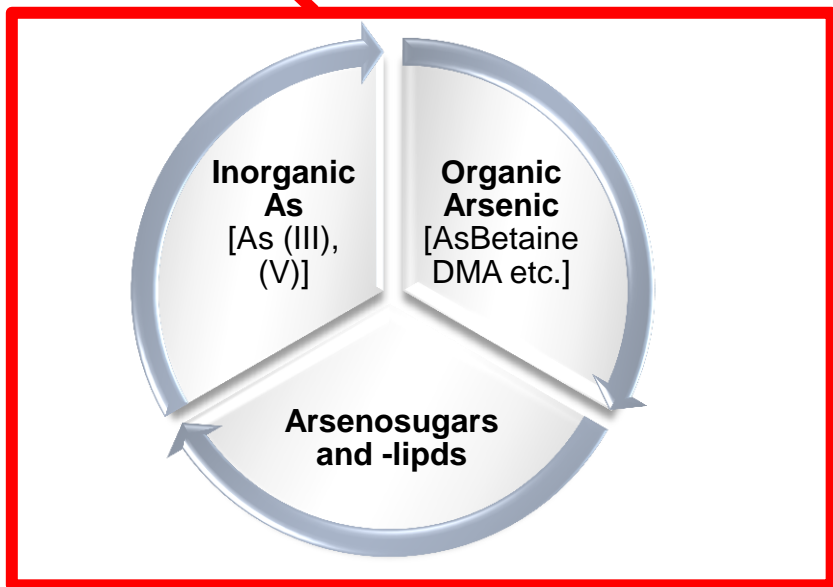 Inorganic
As
[As (III),
(V)]
Organic
Arsenic
[AsBetaine
DMA etc.]
Arsenosugars
and -lipds